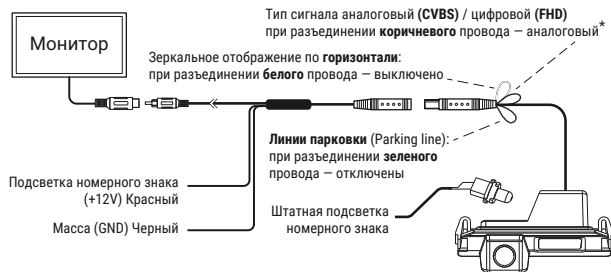 Тип сигнала аналоговый (CVBS) / цифровой (FHD)
при разъединении коричневого провода — аналоговый*
Монитор
Зеркальное отображение по горизонтали:
при разъединении белого провода — выключено
Линии парковки (Parking line):
при разъединении зеленого
провода — отключены
Подсветка номерного знака
(+12V) Красный
Масса (GND) Черный
Штатная подсветка
номерного знака